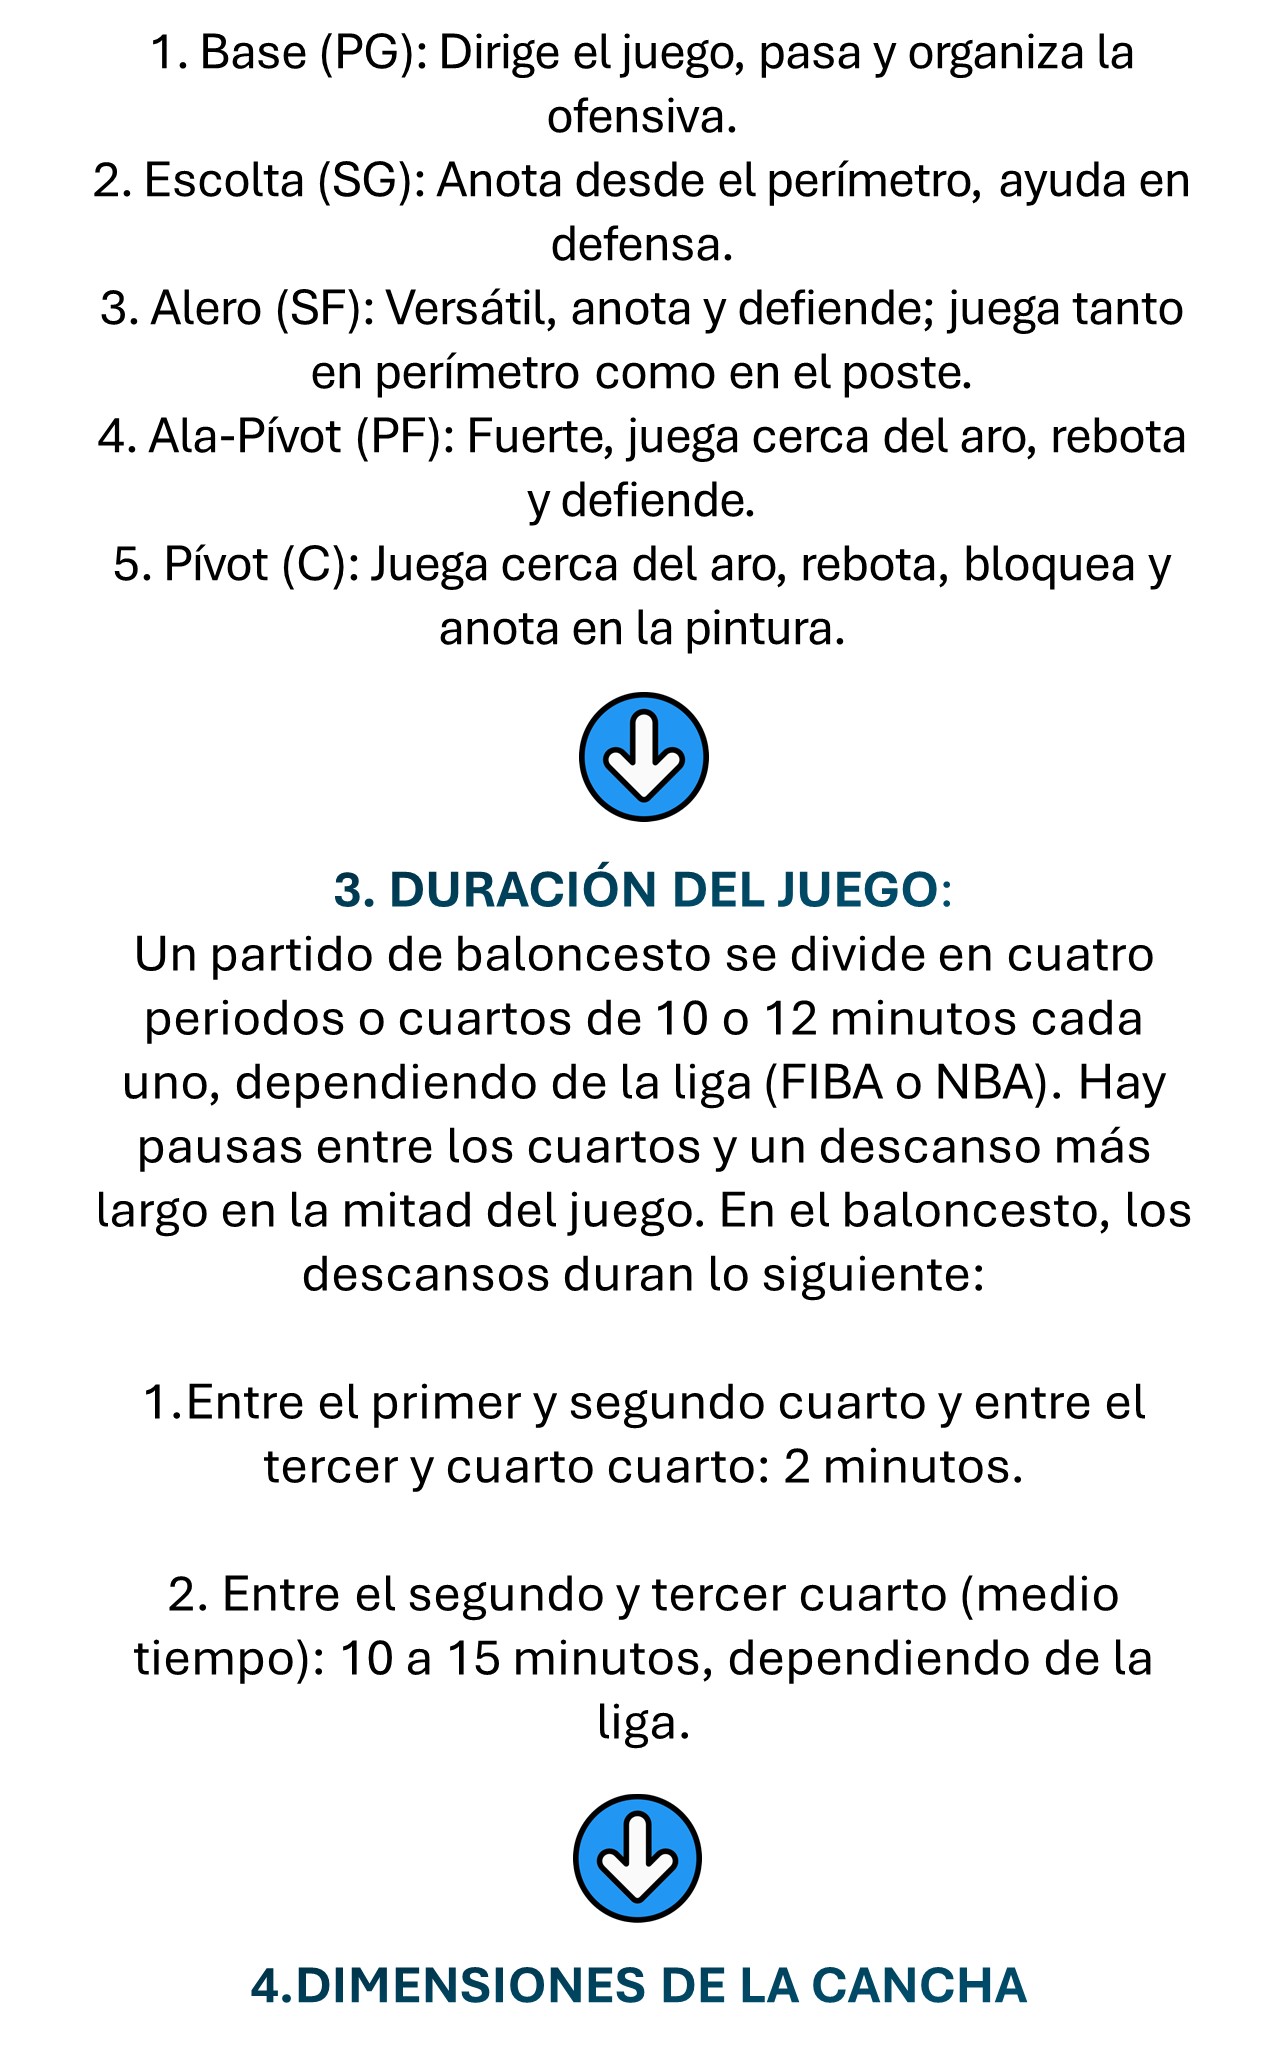 1. Base (PG): Dirige el juego, pasa y organiza la
ofensiva.
2. Escolta (SG): Anota desde el perímetro, ayuda en
defensa.
3. Alero (SF): Versátil, anota y defiende; juega tanto
en perímetro como en el poste.
4. Ala-Pívot (PF): Fuerte, juega cerca del aro, rebota
y defiende.
5. Pívot (C): Juega cerca del aro, rebota, bloquea y
anota en la pintura.
3. DURACIÓN DEL JUEGO:
Un partido de baloncesto se divide en cuatro
periodos o cuartos de 10 o 12 minutos cada
uno, dependiendo de la liga (FIBA o NBA). Hay
pausas entre los cuartos y un descanso más
largo en la mitad del juego. En el baloncesto, los
descansos duran lo siguiente:
1.Entre el primer y segundo cuarto y entre el
tercer y cuarto cuarto: 2 minutos.
2. Entre el segundo y tercer cuarto (medio
tiempo): 10 a 15 minutos, dependiendo de la
liga.
4.DIMENSIONES DE LA CANCHA